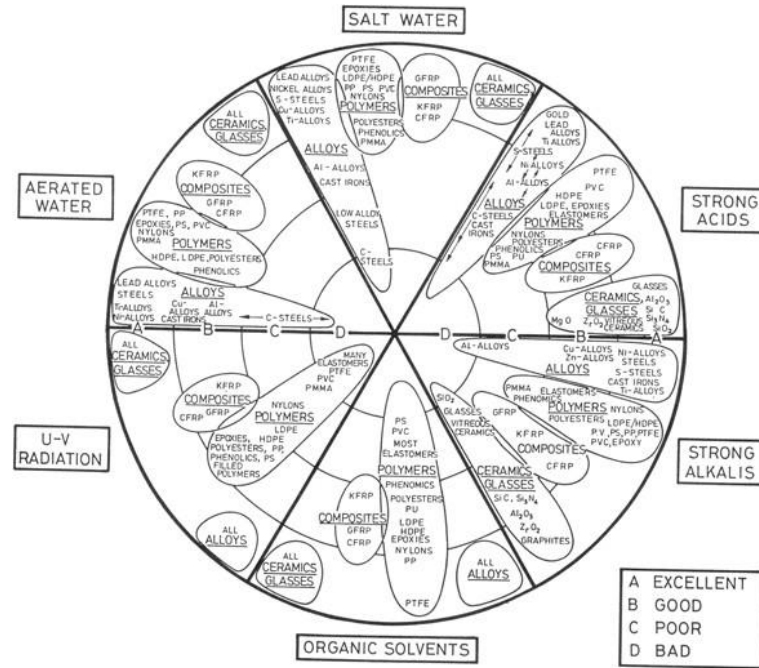 SALT WATER
LEAD ALLOYS
NICKEL ALLOYS
S-STEELS
Cu-ALLOYS
Ti-ALLOYS
ALLOYS
Al-ALLOYS
CAST IRONS
LOW ALLOY
STEELS
C-
STEELS
PTFE
EPOXIES
LDPE/HDPE
PP PS PVC
NYLONS
POLYMERS
POLYESTERS
PHENOLICS
PMMA
GFRP
COMPOSITES
KFRP
CFRP
ALL
CERAMICS
GLASSES
STRONG
ACIDS
GOLD
LEAD
ALLOYS
Ti ALLOYS
S-STEELS
Ni ALLOYS
Al-ALLOYS
ALLOYS
C-STEELS
CAST
IRONS
PTFE
PVC
HDPE
LDPE, EPOXIES
ELASTOMERS
POLYMERS
NYLONS
POLYESTERS
PHENOLICS
PS PU
PMMA
CFRP
CFRP
COMPOSITES
KFRP
GLASSES
CERAMICS, Al₂O₃
GLASSES Si C
Si₃N₄
MgO ZrO₂ VITREOUS
CERAMICS SiO₂
AERATED
WATER
ALL
CERAMICS,
GLASSES
KFRP
COMPOSITES
GFRP
CFRP
PTFE, PP
EPOXIES, PS, PVC
NYLONS
PMMA
POLYMERS
HDPE, LDPE, POLYESTERS
PHENOLICS
LEAD ALLOYS
STEELS
Ti-ALLOYS
Ni-ALLOYS
ALLOYS
Cu-
ALLOYS
Al-
ALLOYS
CAST IRONS
C-STEELS
A B C D D C B A
U-V
RADIATION
ALL
CERAMICS
GLASSES
KFRP
COMPOSITES
CFRP GFRP
MANY
ELASTOMERS
PTFE
PVC
PMMA
NYLONS
POLYMERS
LDPE
HDPE
EPOXIES,
POLYESTERS, PP,
PHENOLICS, PS
FILLED
POLYMERS
ALL
ALLOYS
STRONG
ALKALIS
Al-ALLOYS
Cu-ALLOYS
Zn-ALLOYS
ALLOYS
Ni-ALLOYS
STEELS
S-STEELS
CAST IRONS
Ti-ALLOYS
PMMA
PHENOMICS
ELASTOMERS
POLYMERS
NYLONS
POLYESTERS
LDPE/HDPE
P.V, PS, PP, PTFE
PVC, EPOXY
GFRP
KFRP
COMPOSITES
CFRP
SiO₂
GLASSES
VITREOUS
CERAMICS
CERAMICS
GLASSES
SiC, Si₃N₄
Al₂O₃
ZrO₂
GRAPHITES
ORGANIC SOLVENTS
ALL
CERAMICS
GLASSES
KFRP
COMPOSITES
GFRP
CFRP
PS
PVC
MOST
ELASTOMERS
POLYMERS
PHENOMICS
POLYESTERS
PU
LDPE
HDPE
EPOXIES
NYLONS
PP
PTFE
ALL
ALLOYS
A EXCELLENT
B GOOD
C POOR
D BAD